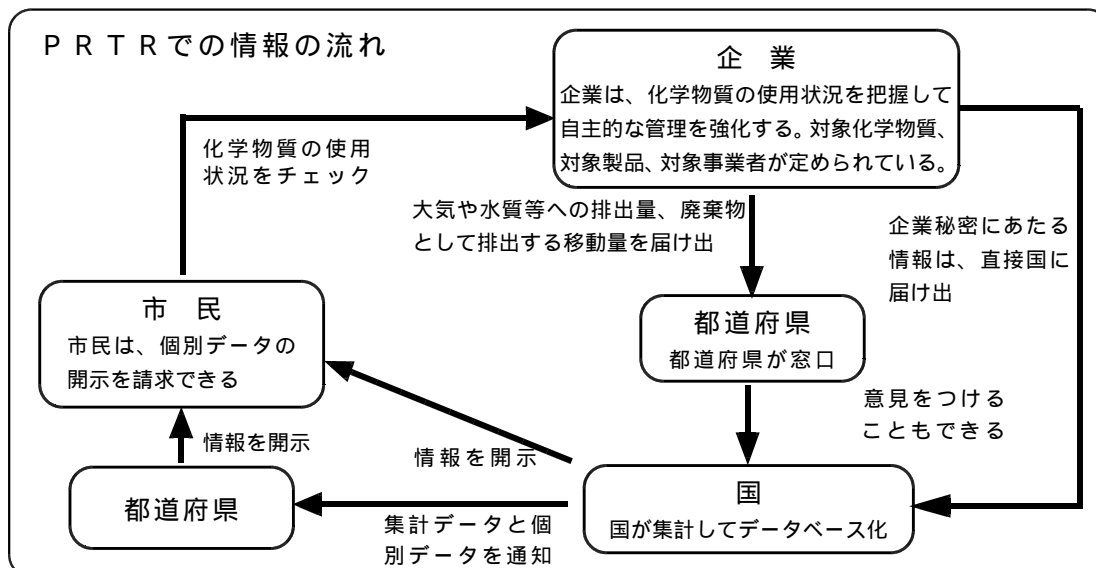 ＰＲＴＲでの情報の流れ
企　業
企業は、化学物質の使用状況を把握して
自主的な管理を強化する。対象化学物質、
対象製品、対象事業者が定められている。
化学物質の使用
状況をチェック
大気や水質等への排出量、廃棄物
として排出する移動量を届け出
企業秘密にあたる
情報は、直接国に
届け出
市　民
市民は、個別データの
開示を請求できる
都道府県
都道府県が窓口
意見をつける
こともできる
情報を開示
情報を開示
都道府県
国
国が集計してデータベース化
集計データと個
別データを通知